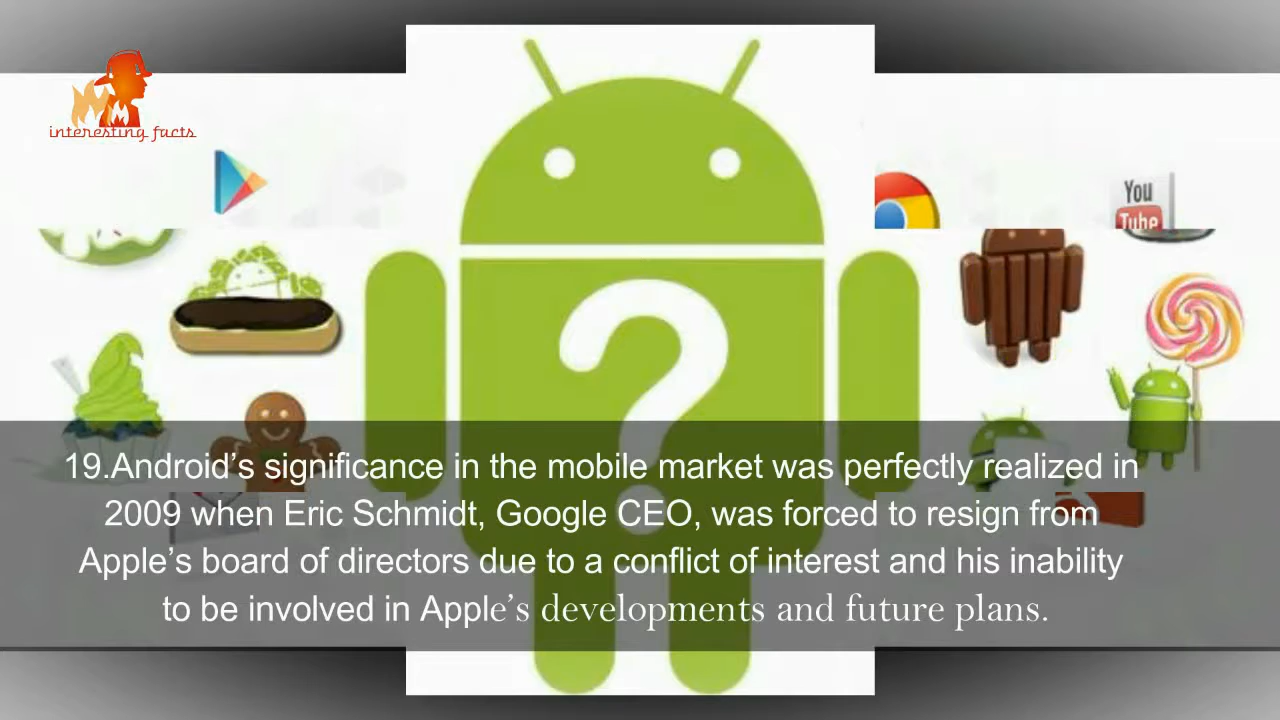 interesting facts
You
Tube
19.Android’s significance in the mobile market was perfectly realized in
2009 when Eric Schmidt, Google CEO, was forced to resign from
Apple’s board of directors due to a conflict of interest and his inability
to be involved in Apple’s developments and future plans.